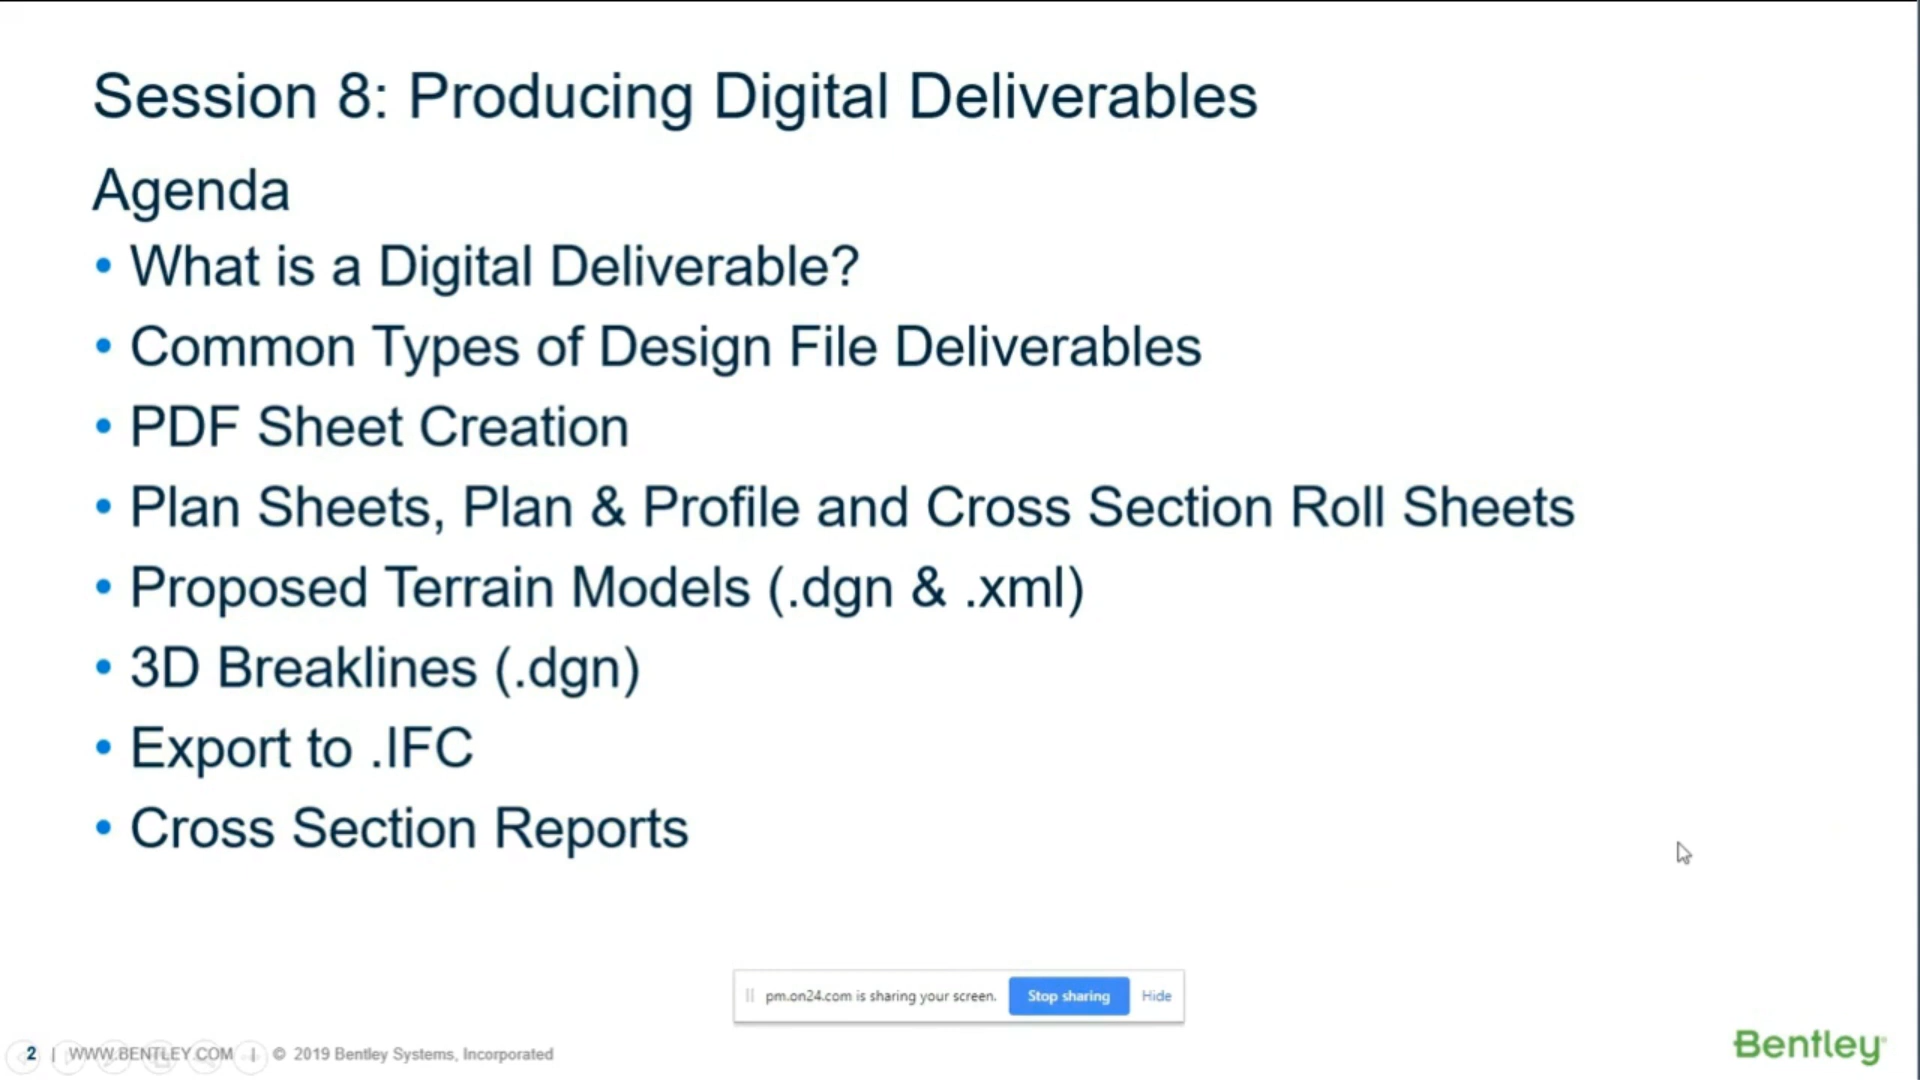 Session 8: Producing Digital Deliverables
Agenda
• What is a Digital Deliverable?
• Common Types of Design File Deliverables
• PDF Sheet Creation
• Plan Sheets, Plan & Profile and Cross Section Roll Sheets
• Proposed Terrain Models (.dgn & .xml)
• 3D Breaklines (.dgn)
• Export to .IFC
• Cross Section Reports
pm.on24.com is sharing your screen. Stop sharing Hide
2 | WWW.BENTLEY.COM | © 2019 Bentley Systems, Incorporated
Bentley